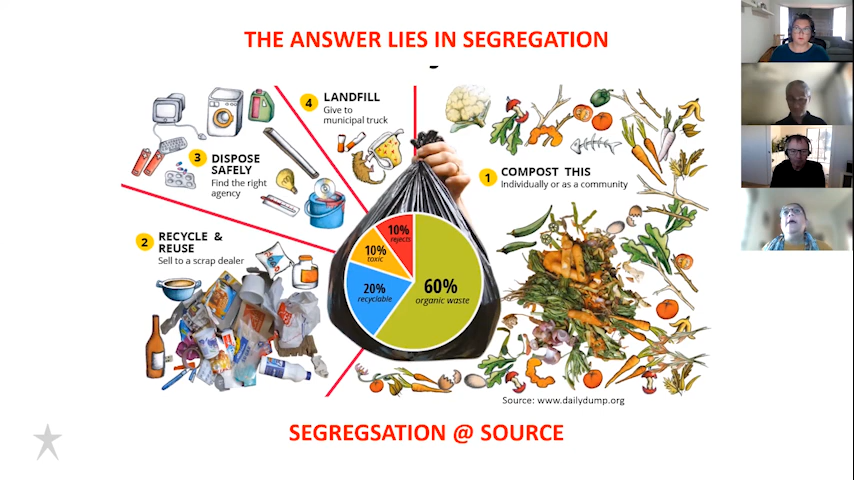 THE ANSWER LIES IN SEGREGATION
4 LANDFILL
Give to
municipal truck
3 DISPOSE
SAFELY
Find the right
agency
1 COMPOST THIS
Individually or as a community
2 RECYCLE &
REUSE
Sell to a scrap dealer
10%
rejects
10%
toxic
20%
recyclable
60%
organic waste
Source: www.dailydump.org
SEGREGSATION @ SOURCE